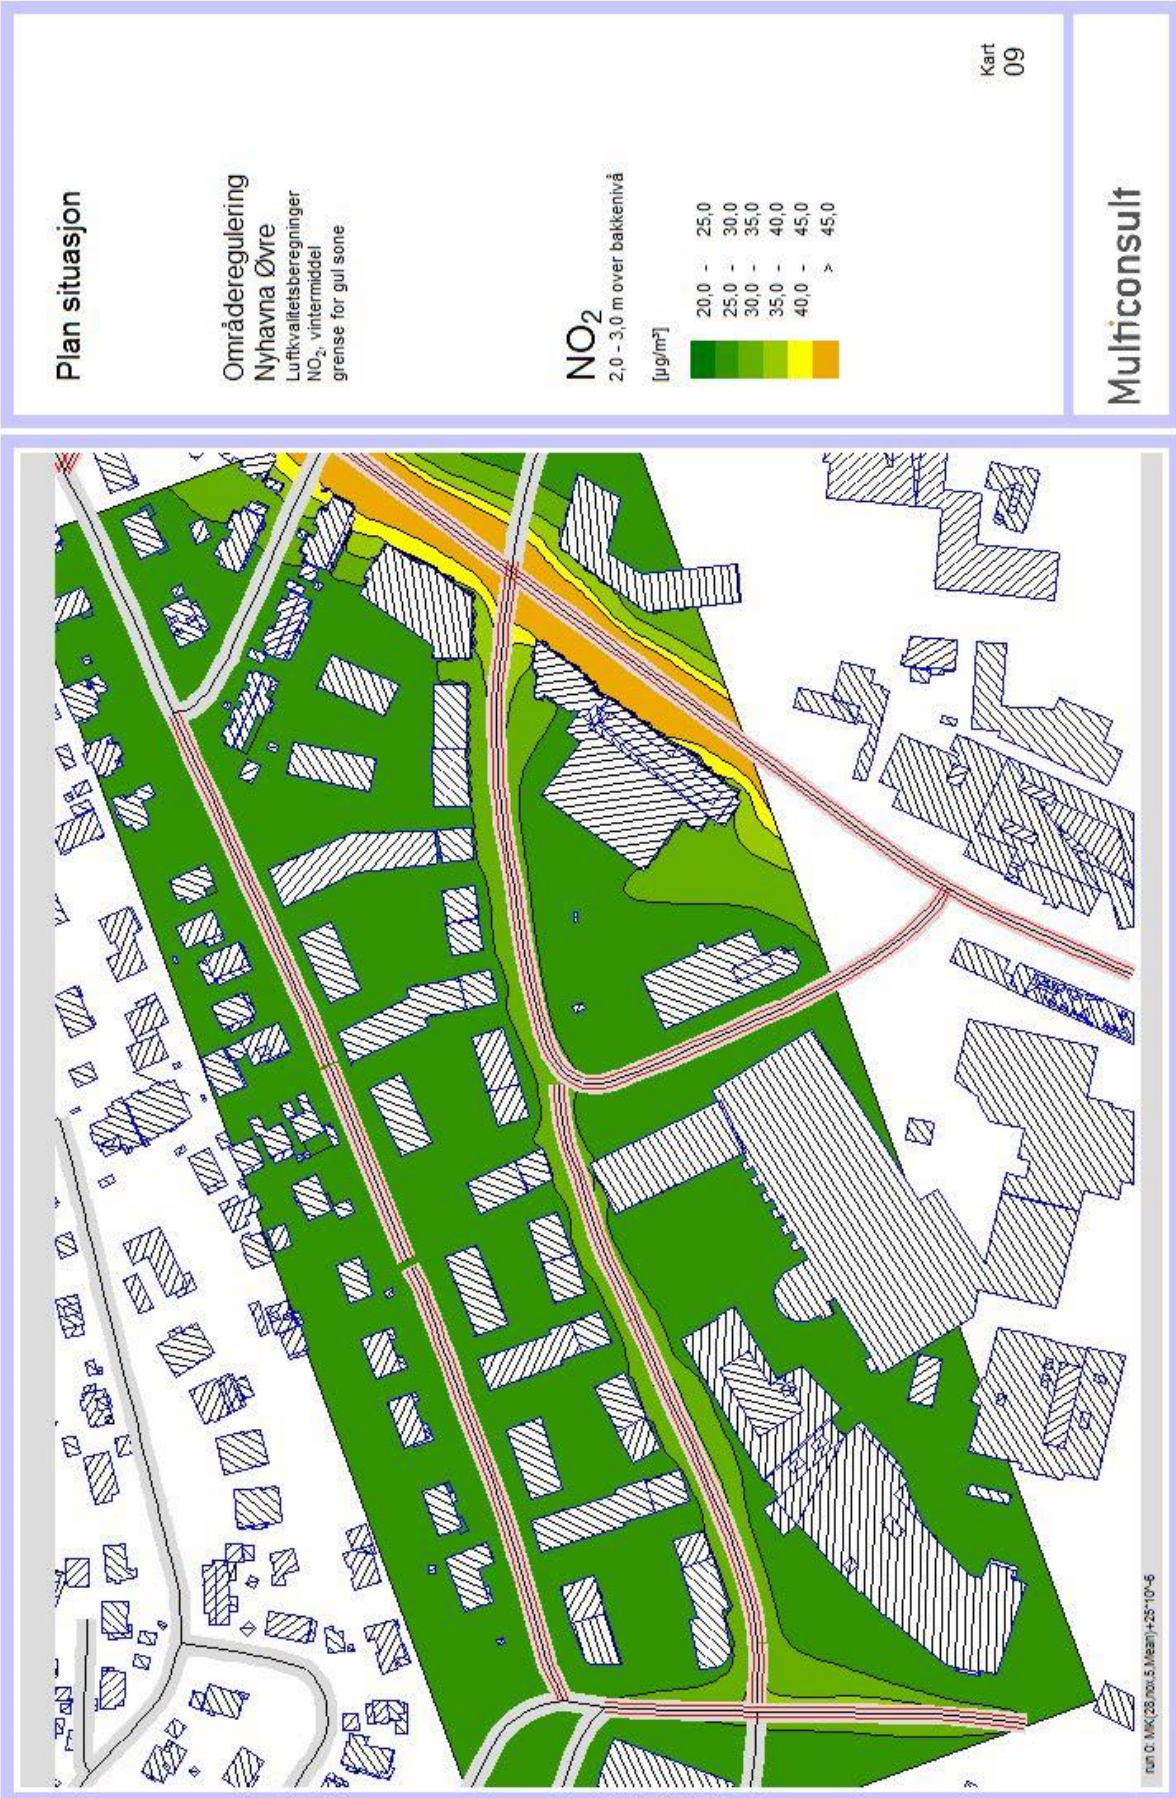 Plan situasjon
Områderegulering
Nyhavna Øvre
Luftkvalitetsberegninger
NO2, vintermiddel
grense for gul sone
NO2
2,0 - 3,0 m over bakkenivå
[µg/m³]
20,0 - 25,0
25,0 - 30,0
30,0 - 35,0
35,0 - 40,0
40,0 - 45,0
> 45,0
Kart
09
Multiconsult